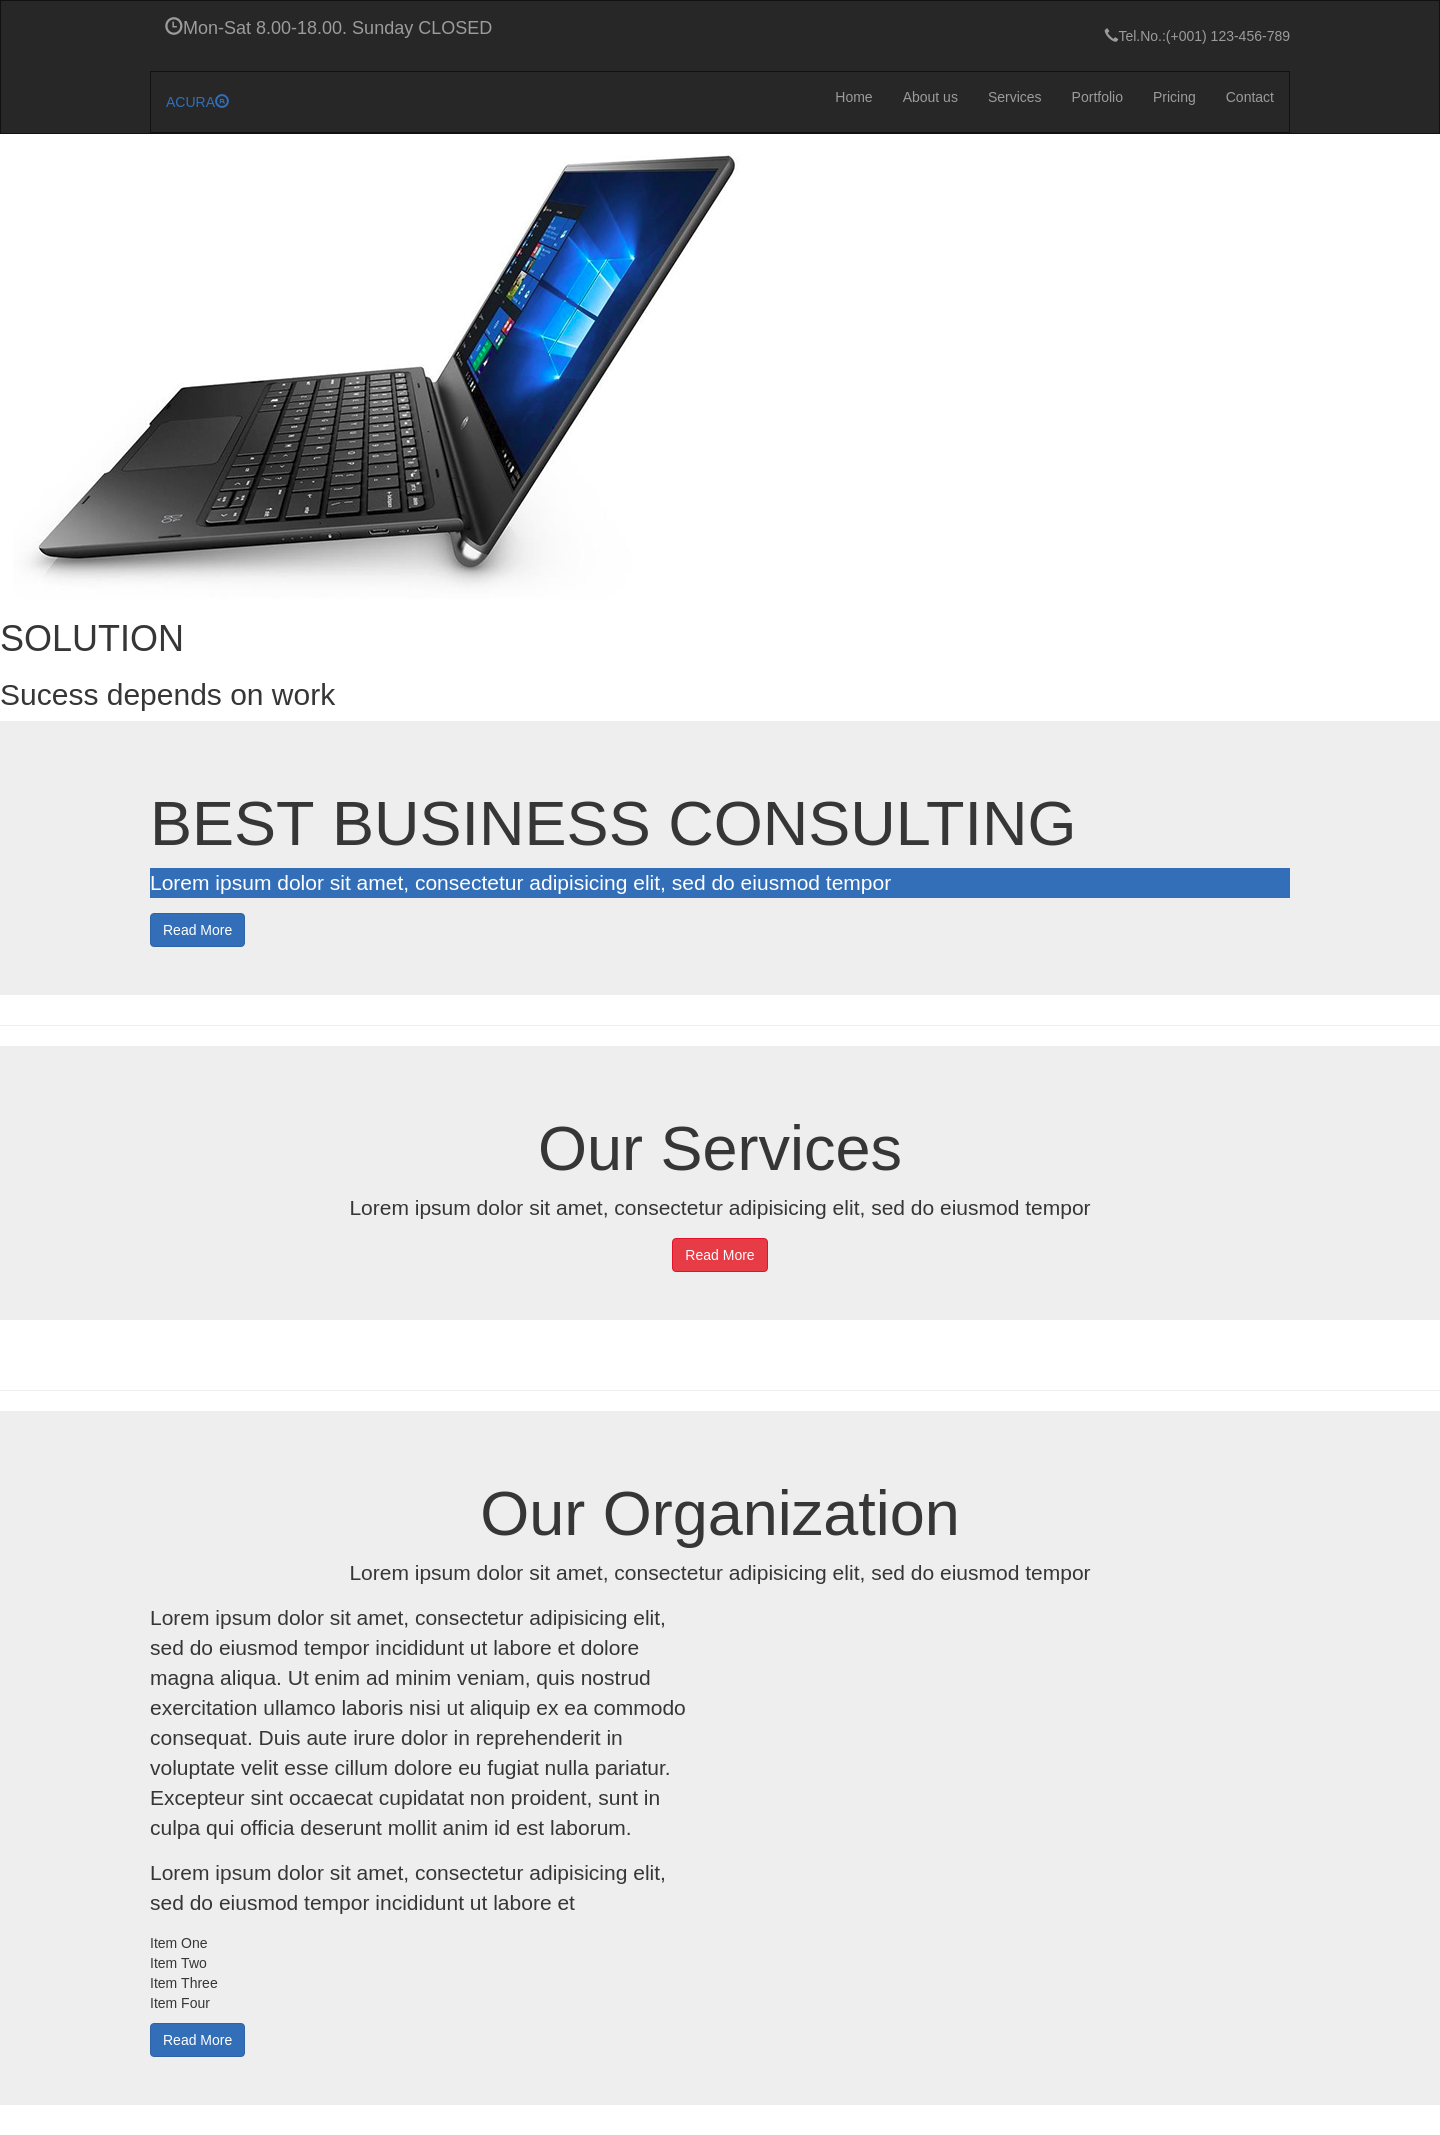 Mon-Sat 8.00-18.00. Sunday CLOSED
Tel.No.:(+001) 123-456-789
ACURA®
Home About us Services Portfolio Pricing Contact
SOLUTION
Sucess depends on work
BEST BUSINESS CONSULTING
Lorem ipsum dolor sit amet, consectetur adipisicing elit, sed do eiusmod tempor
Read More
Our Services
Lorem ipsum dolor sit amet, consectetur adipisicing elit, sed do eiusmod tempor
Read More
Our Organization
Lorem ipsum dolor sit amet, consectetur adipisicing elit, sed do eiusmod tempor
Lorem ipsum dolor sit amet, consectetur adipisicing elit,
sed do eiusmod tempor incididunt ut labore et dolore
magna aliqua. Ut enim ad minim veniam, quis nostrud
exercitation ullamco laboris nisi ut aliquip ex ea commodo
consequat. Duis aute irure dolor in reprehenderit in
voluptate velit esse cillum dolore eu fugiat nulla pariatur.
Excepteur sint occaecat cupidatat non proident, sunt in
culpa qui officia deserunt mollit anim id est laborum.
Lorem ipsum dolor sit amet, consectetur adipisicing elit,
sed do eiusmod tempor incididunt ut labore et
Item One
Item Two
Item Three
Item Four
Read More